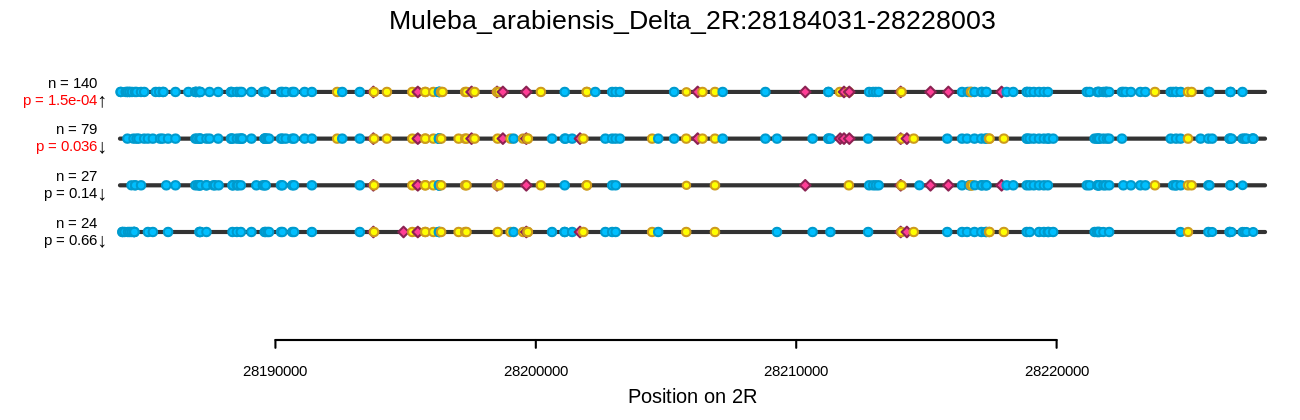 Muleba_arabiensis_Delta_2R:28184031-28228003
n = 140
p = 1.5e-04↑
n = 79
p = 0.036↓
n = 27
p = 0.14↓
n = 24
p = 0.66↓
28190000 28200000 28210000 28220000
Position on 2R